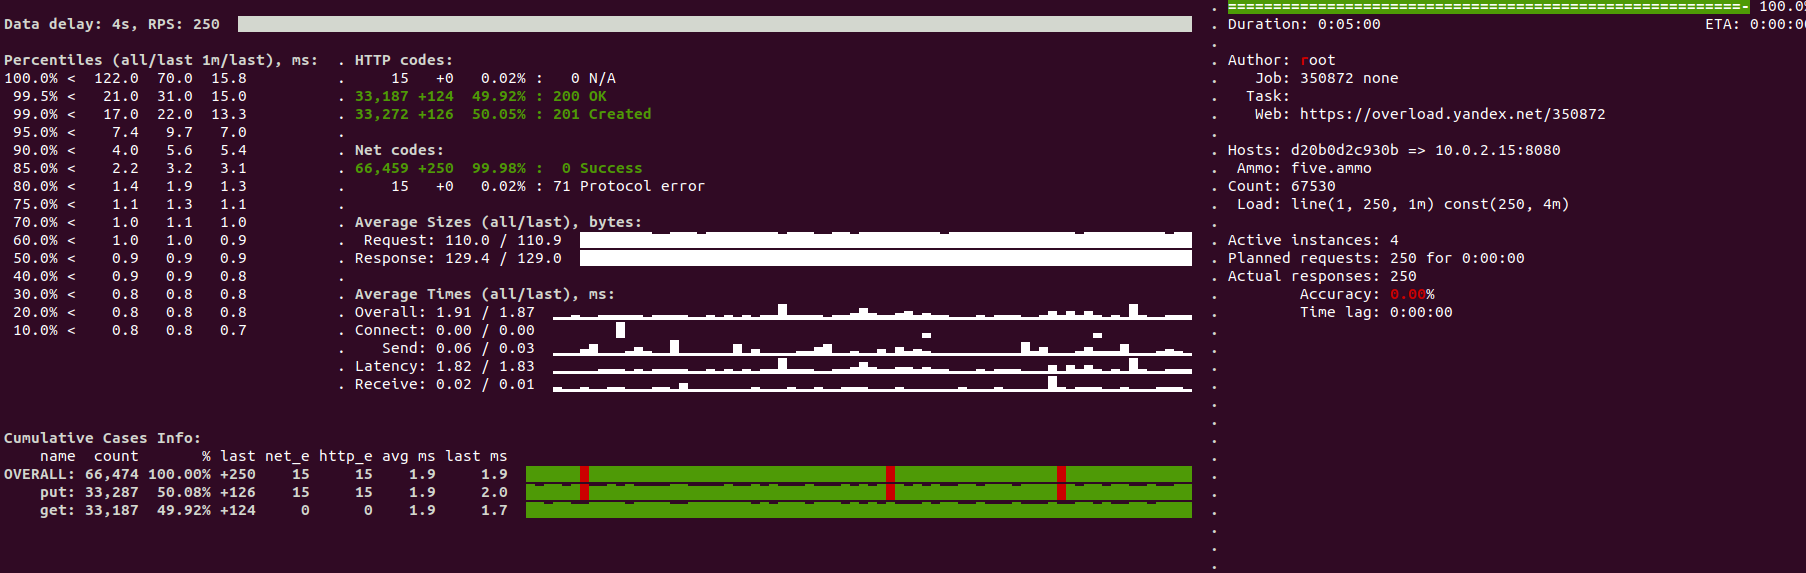 Data delay: 4s, RPS: 250
Percentiles (all/last 1m/last), ms:
100.0% < 122.0 70.0 15.8
99.5% < 21.0 31.0 15.0
99.0% < 17.0 22.0 13.3
95.0% < 7.4 9.7 7.0
90.0% < 4.0 5.6 5.4
85.0% < 2.2 3.2 3.1
80.0% < 1.4 1.9 1.3
75.0% < 1.1 1.3 1.1
70.0% < 1.0 1.1 1.0
60.0% < 1.0 1.0 0.9
50.0% < 0.9 0.9 0.9
40.0% < 0.9 0.9 0.8
30.0% < 0.8 0.8 0.8
20.0% < 0.8 0.8 0.8
10.0% < 0.8 0.8 0.7
. HTTP codes:
. 15 +0 0.02% : 0 N/A
. 33,187 +124 49.92% : 200 OK
. 33,272 +126 50.05% : 201 Created
.
. Net codes:
. 66,459 +250 99.98% : 0 Success
. 15 +0 0.02% : 71 Protocol error
.
. Average Sizes (all/last), bytes:
. Request: 110.0 / 110.9
. Response: 129.4 / 129.0
.
. Average Times (all/last), ms:
. Overall: 1.91 / 1.87
. Connect: 0.00 / 0.00
. Send: 0.06 / 0.03
. Latency: 1.82 / 1.83
. Receive: 0.02 / 0.01
Cumulative Cases Info:
name count % last net_e http_e avg ms last ms
OVERALL: 66,474 100.00% +250 15 15 1.9 1.9
put: 33,287 50.08% +126 15 15 1.9 2.0
get: 33,187 49.92% +124 0 0 1.9 1.7
. =========================================================- 100.0%
. Duration: 0:05:00 ETA: 0:00:00
.
. Author: root
. Job: 350872 none
. Task:
. Web: https://overload.yandex.net/350872
.
. Hosts: d20b0d2c930b => 10.0.2.15:8080
. Ammo: five.ammo
. Count: 67530
. Load: line(1, 250, 1m) const(250, 4m)
.
. Active instances: 4
. Planned requests: 250 for 0:00:00
. Actual responses: 250
. Accuracy: 0.00%
. Time lag: 0:00:00